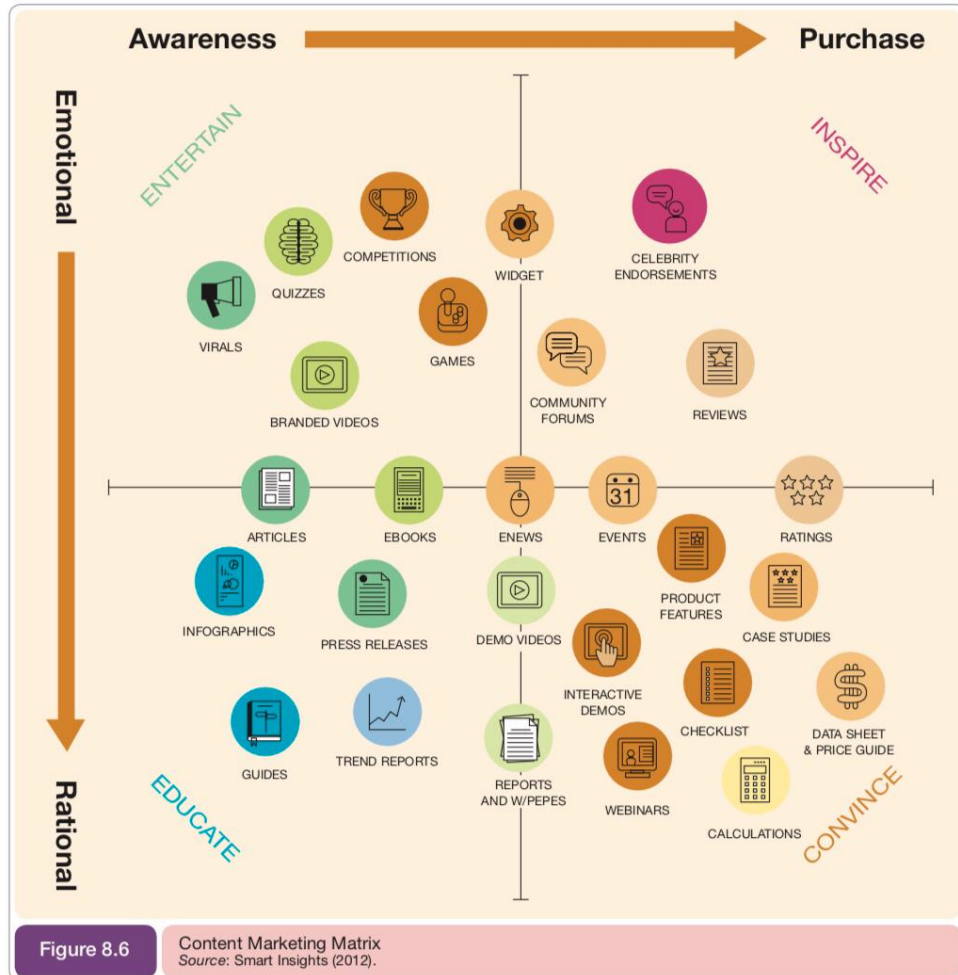 Awareness
Purchase
Emotional
ENTERTAIN
INSPIRE
COMPETITIONS
WIDGET
CELEBRITY
ENDORSEMENTS
QUIZZES
VIRALS
GAMES
BRANDED VIDEOS
COMMUNITY
FORUMS
REVIEWS
31
ARTICLES
EBOOKS
ENEWS
EVENTS
RATINGS
INFOGRAPHICS
PRESS RELEASES
DEMO VIDEOS
PRODUCT
FEATURES
CASE STUDIES
INTERACTIVE
DEMOS
CHECKLIST
DATA SHEET
& PRICE GUIDE
GUIDES
TREND REPORTS
REPORTS
AND W/PEPES
WEBINARS
CALCULATIONS
Rational
EDUCATE
CONVINCE
Figure 8.6
Content Marketing Matrix
Source: Smart Insights (2012).